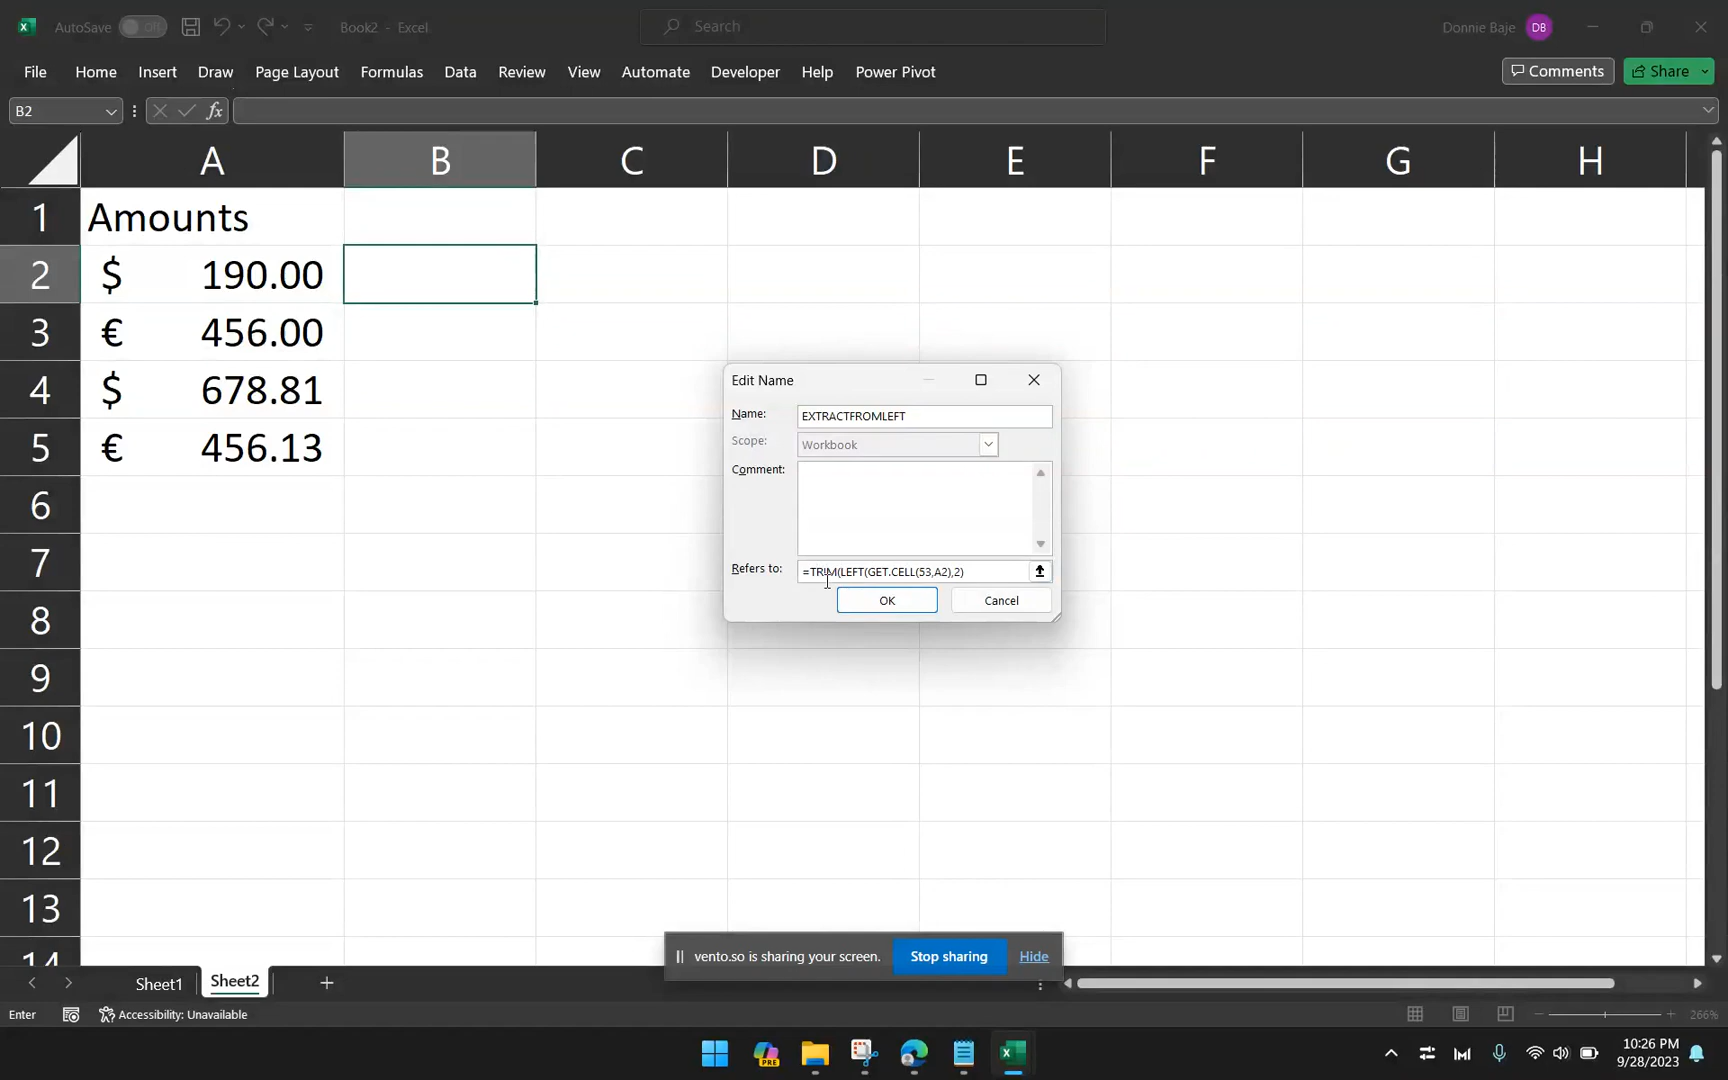 AutoSave Off Book2 - Excel Search Donnie Baje DB
File Home Insert Draw Page Layout Formulas Data Review View Automate Developer Help Power Pivot Comments Share
B2 fx
A B C D E F G H
1 Amounts
2 $ 190.00
3 € 456.00
4 $ 678.81
5 € 456.13
6
7
8
9
10
11
12
13
14
Edit Name
Name: EXTRACTFROMLEFT
Scope: Workbook
Comment:
Refers to: =TRIM(LEFT(GET.CELL(53,A2),2)
OK Cancel
vento.so is sharing your screen. Stop sharing Hide
Sheet1 Sheet2
Enter Accessibility: Unavailable 266%
PRE
10:26 PM
9/28/2023